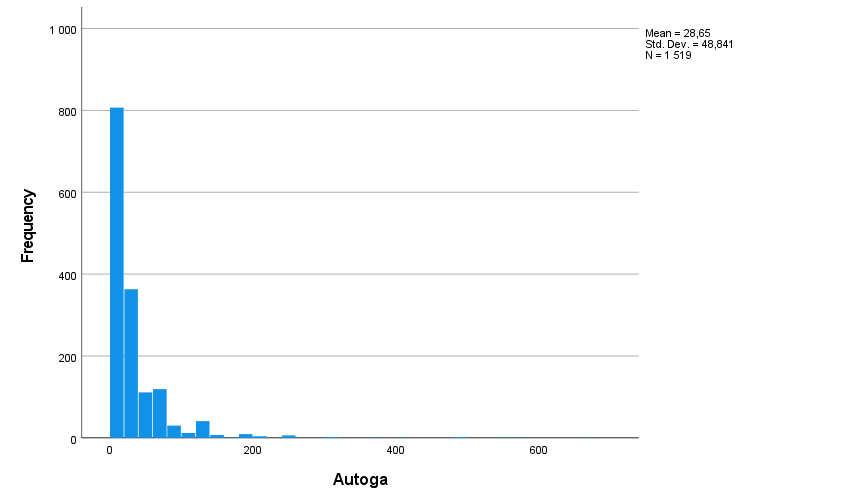 1 000
800
600
400
200
0
Frequency
0
200
400
600
Autoga
Mean = 28,65
Std. Dev. = 48,841
N = 1 519